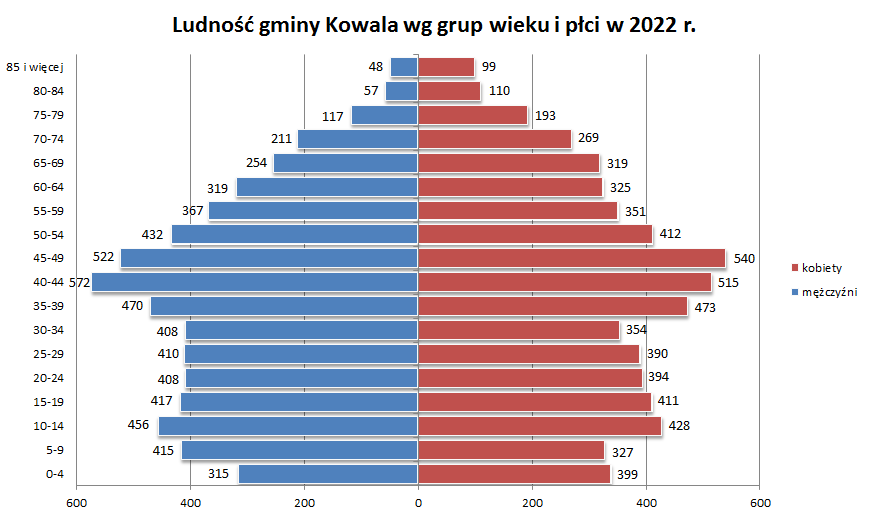 Ludność gminy Kowala wg grup wieku i płci w 2022 r.
85 i więcej 48 99
80-84 57 110
75-79 117 193
70-74 211 269
65-69 254 319
60-64 319 325
55-59 367 351
50-54 432 412
45-49 522 540
40-44 572 515
35-39 470 473
30-34 408 354
25-29 410 390
20-24 408 394
15-19 417 411
10-14 456 428
5-9 415 327
0-4 315 399
600 400 200 0 200 400 600
kobiety
mężczyźni